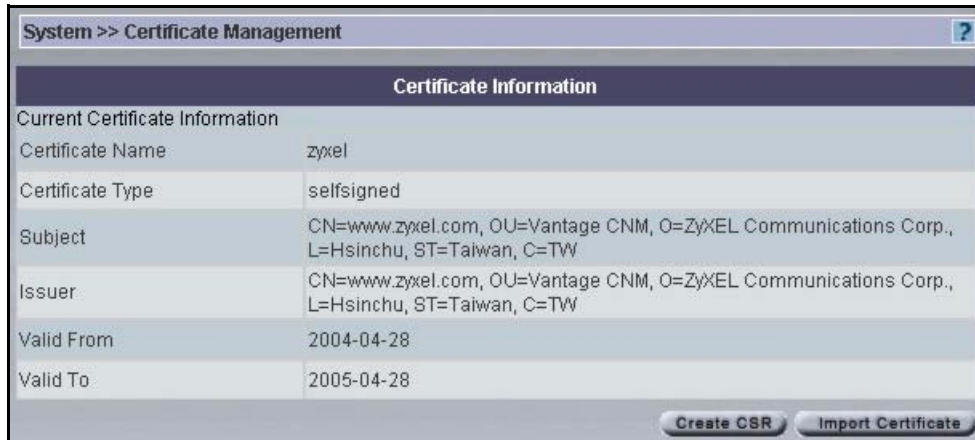 System >> Certificate Management
?
Certificate Information
Current Certificate Information
Certificate Name zyxel
Certificate Type selfsigned
Subject CN=www.zyxel.com, OU=Vantage CNM, O=ZyXEL Communications Corp., L=Hsinchu, ST=Taiwan, C=TW
Issuer CN=www.zyxel.com, OU=Vantage CNM, O=ZyXEL Communications Corp., L=Hsinchu, ST=Taiwan, C=TW
Valid From 2004-04-28
Valid To 2005-04-28
Create CSR Import Certificate